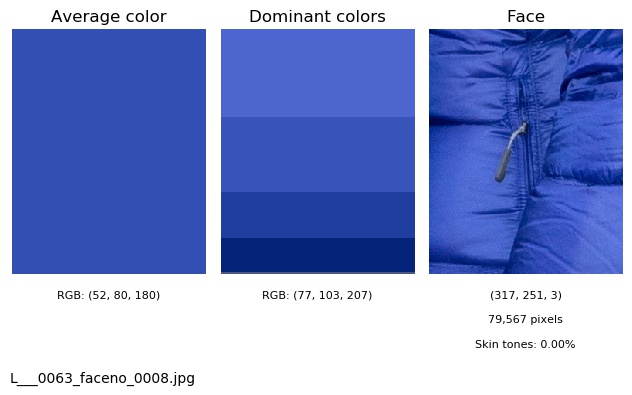 Average color
Dominant colors
Face
RGB: (52, 80, 180)
RGB: (77, 103, 207)
(317, 251, 3)
79,567 pixels
Skin tones: 0.00%
L___0063_faceno_0008.jpg